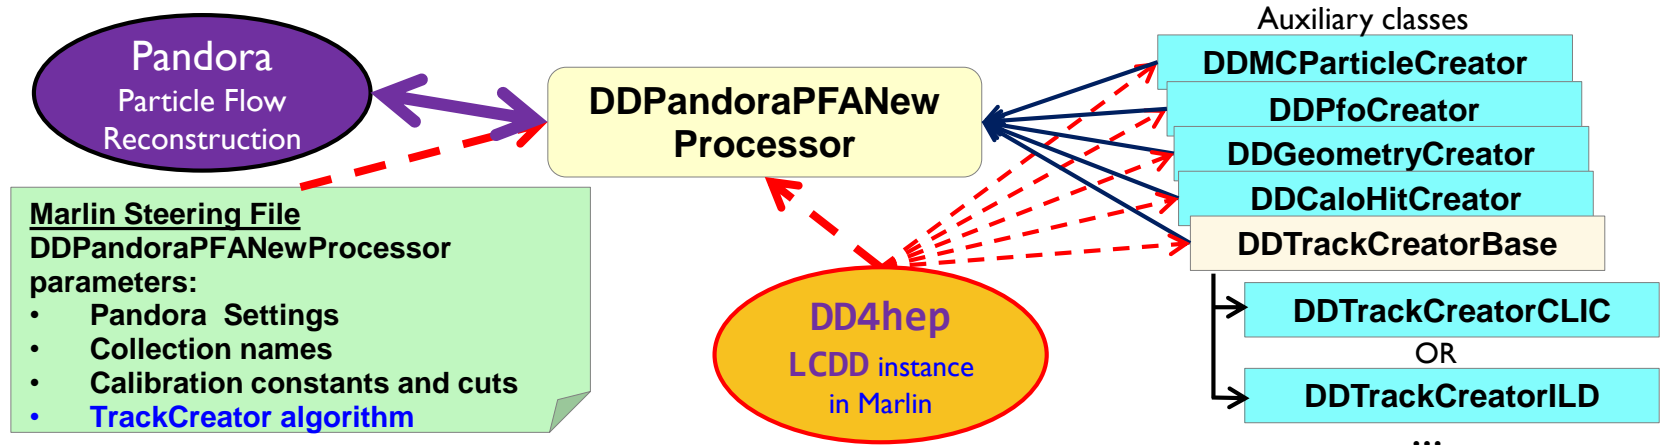 Pandora
Particle Flow
Reconstruction
DDPandoraPFANew
Processor
Auxiliary classes
DDMCParticleCreator
DDPfoCreator
DDGeometryCreator
DDCaloHitCreator
DDTrackCreatorBase
DDTrackCreatorCLIC
OR
DDTrackCreatorILD
...
Marlin Steering File
DDPandoraPFANewProcessor
parameters:
• Pandora Settings
• Collection names
• Calibration constants and cuts
• TrackCreator algorithm
DD4hep
LCDD instance
in Marlin